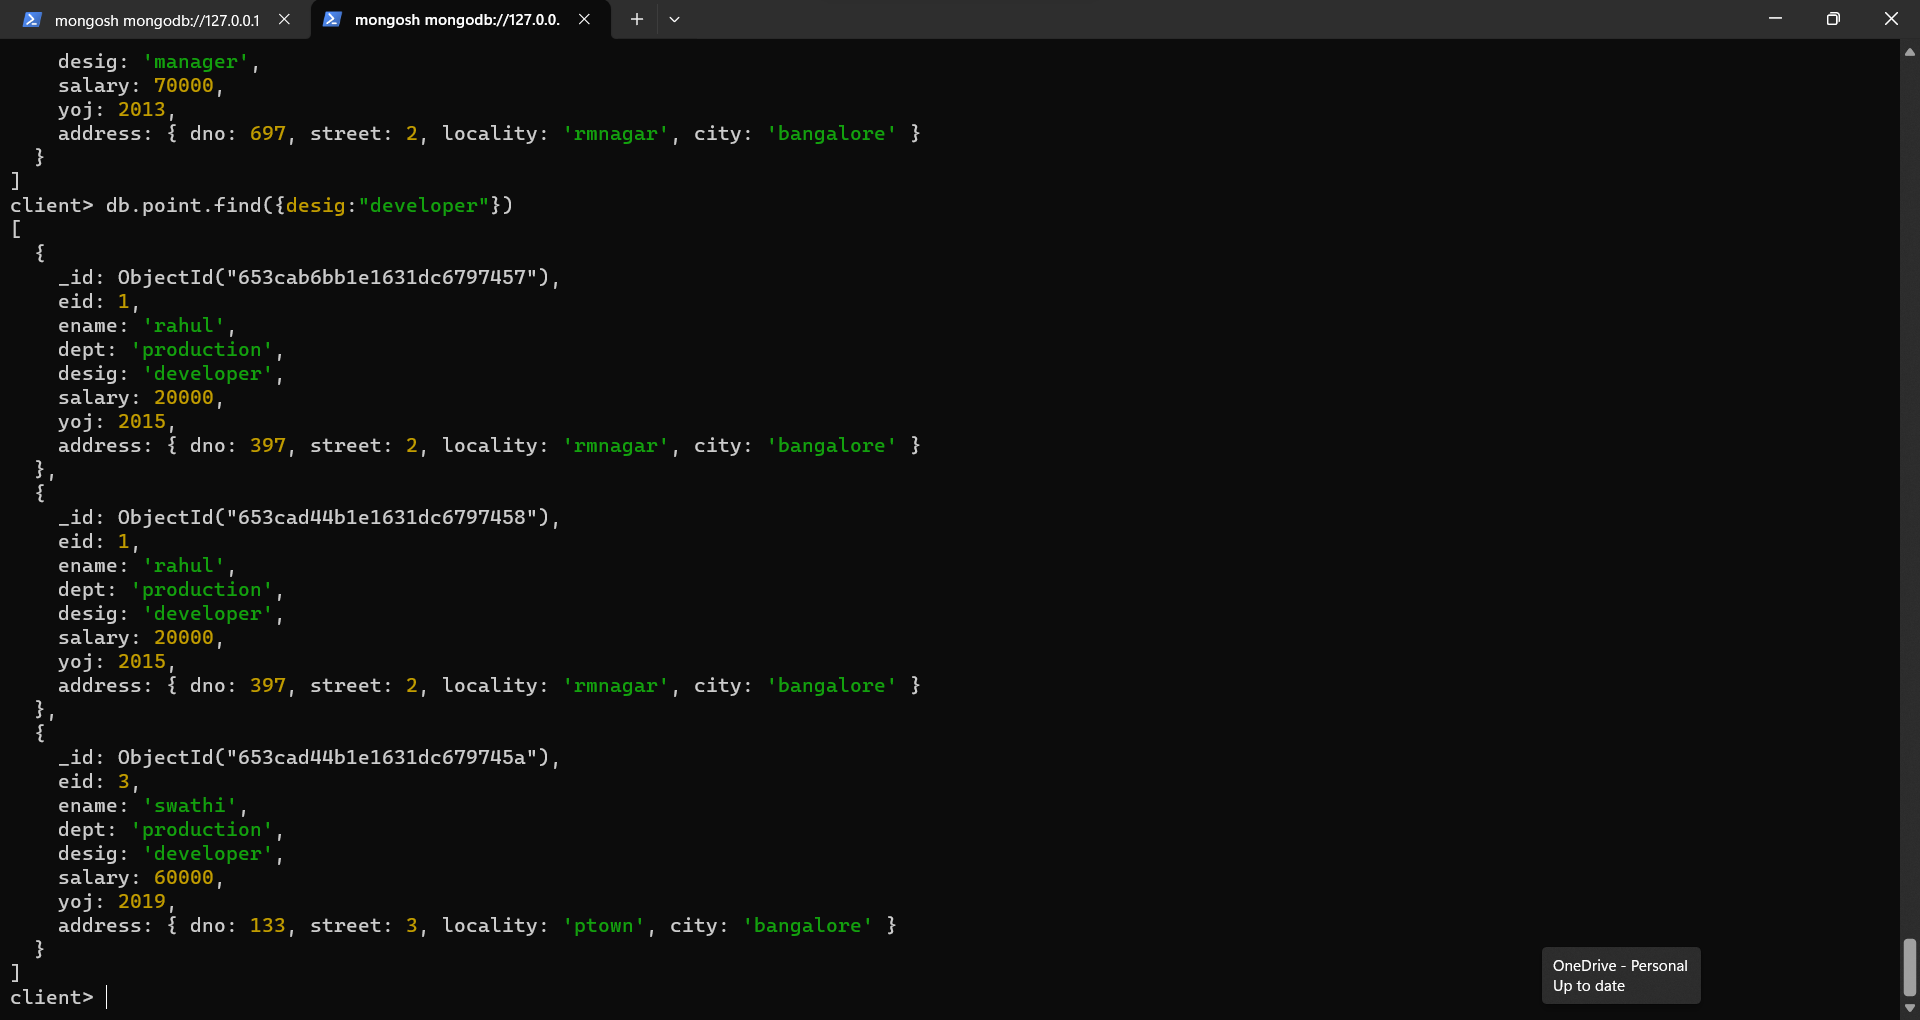 mongosh mongodb://127.0.0.1
mongosh mongodb://127.0.0.
    desig: 'manager',
    salary: 70000,
    yoj: 2013,
    address: { dno: 697, street: 2, locality: 'rmnagar', city: 'bangalore' }
  }
]
client> db.point.find({desig:"developer"})
[
  {
    _id: ObjectId("653cab6bb1e1631dc6797457"),
    eid: 1,
    ename: 'rahul',
    dept: 'production',
    desig: 'developer',
    salary: 20000,
    yoj: 2015,
    address: { dno: 397, street: 2, locality: 'rmnagar', city: 'bangalore' }
  },
  {
    _id: ObjectId("653cad44b1e1631dc6797458"),
    eid: 1,
    ename: 'rahul',
    dept: 'production',
    desig: 'developer',
    salary: 20000,
    yoj: 2015,
    address: { dno: 397, street: 2, locality: 'rmnagar', city: 'bangalore' }
  },
  {
    _id: ObjectId("653cad44b1e1631dc679745a"),
    eid: 3,
    ename: 'swathi',
    dept: 'production',
    desig: 'developer',
    salary: 60000,
    yoj: 2019,
    address: { dno: 133, street: 3, locality: 'ptown', city: 'bangalore' }
  }
]
client>
OneDrive - Personal
Up to date